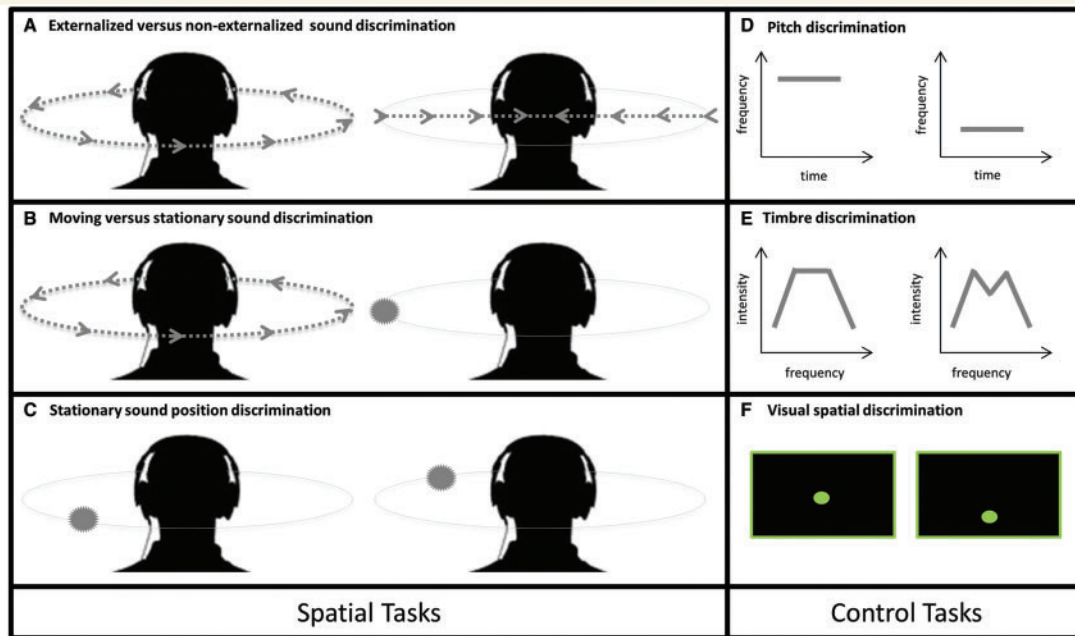 A Externalized versus non-externalized sound discrimination
B Moving versus stationary sound discrimination
C Stationary sound position discrimination
Spatial Tasks
D Pitch discrimination
frequency
time
frequency
time
E Timbre discrimination
intensity
frequency
intensity
frequency
F Visual spatial discrimination
Control Tasks